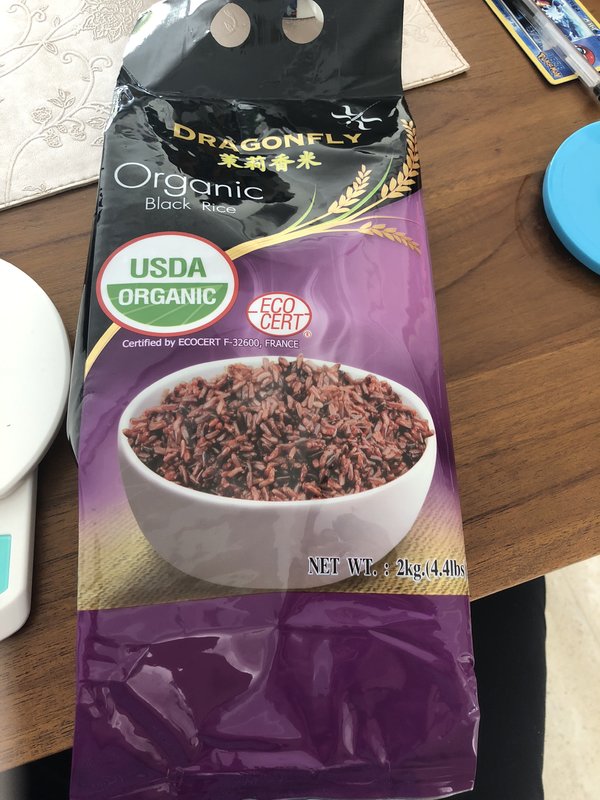 DRAGONFLY
茉莉香米
Organic
Black Rice
USDA
ORGANIC
ECO
CERT
®
Certified by ECOCERT F-32600, FRANCE
NET WT. : 2kg.(4.4lbs